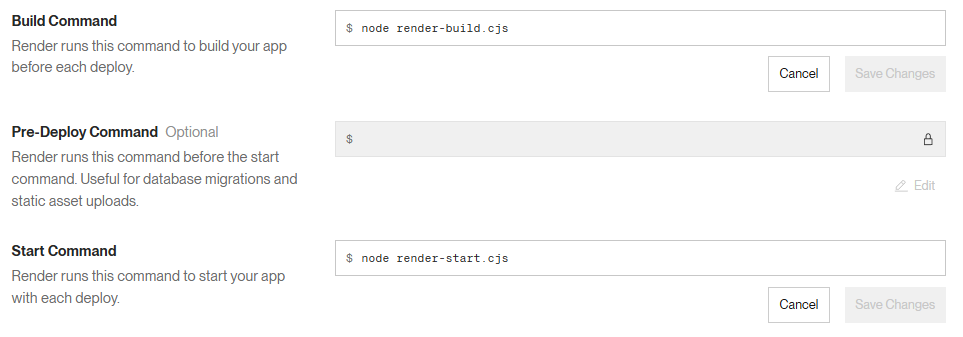 Build Command
$ node render-build.cjs
Render runs this command to build your app
before each deploy.
Cancel
Save Changes
Pre-Deploy Command Optional
$
Render runs this command before the start
command. Useful for database migrations and
static asset uploads.
Edit
Start Command
$ node render-start.cjs
Render runs this command to start your app
with each deploy.
Cancel
Save Changes